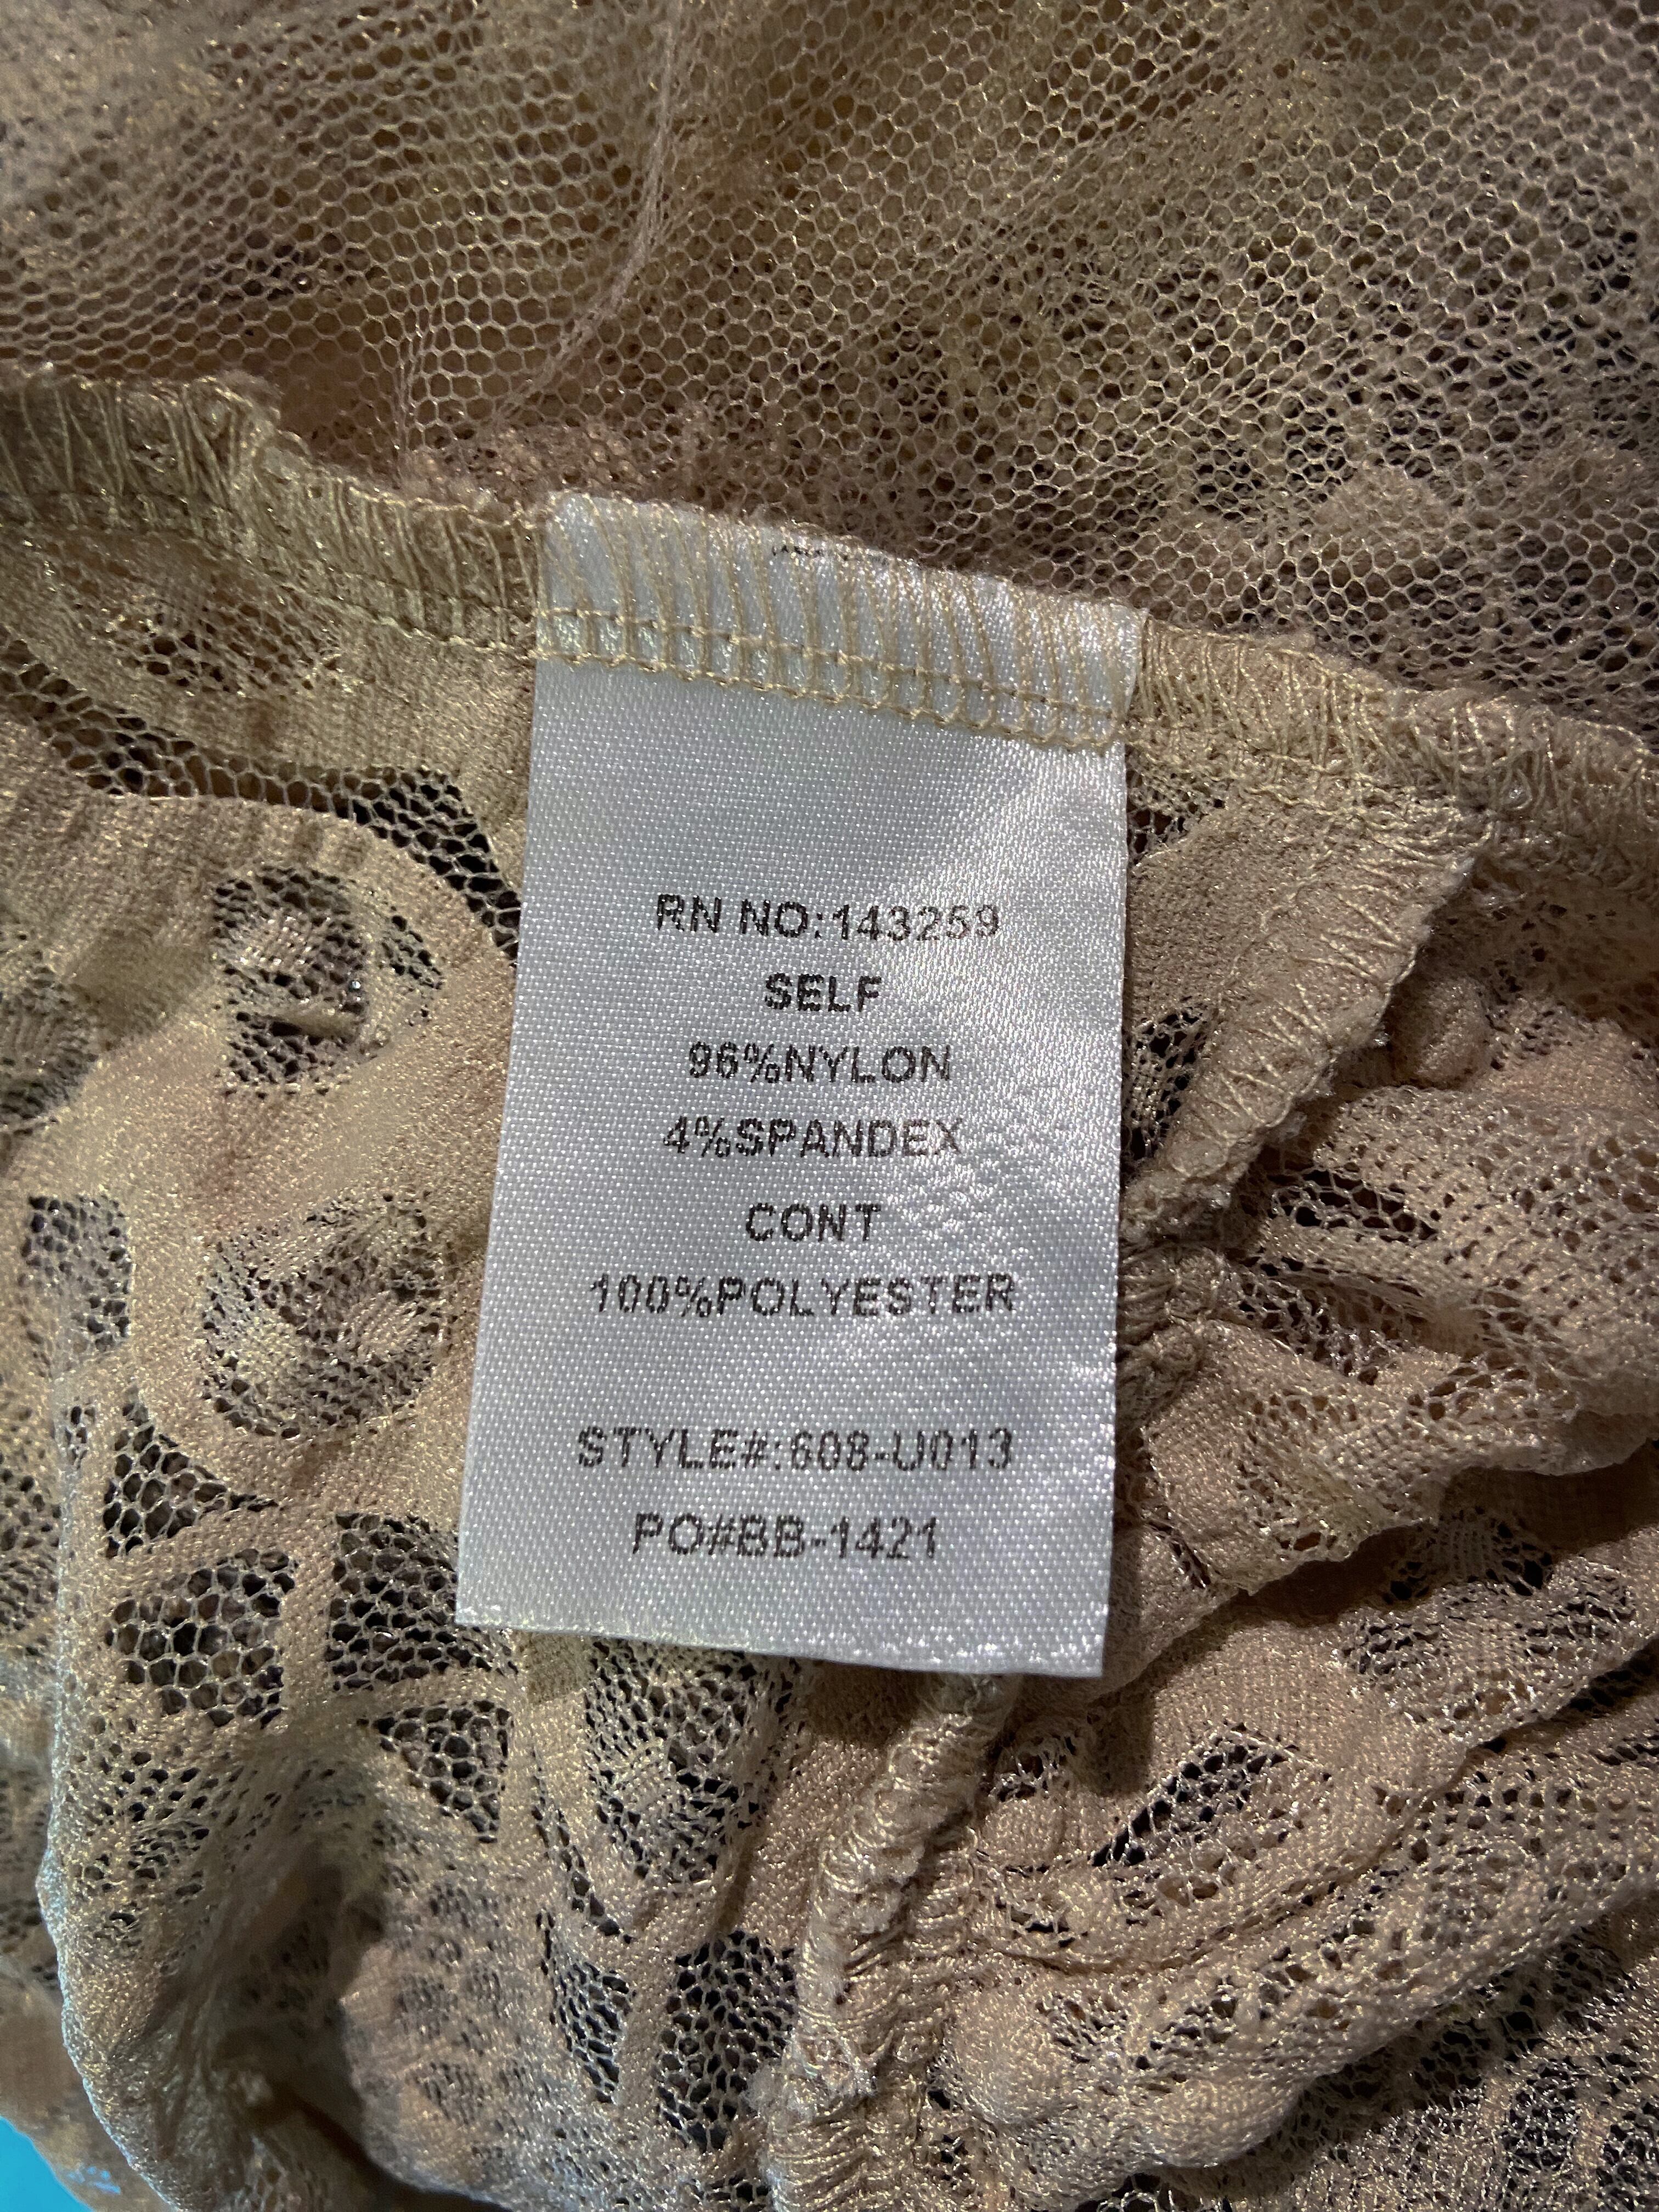 RN NO:143259
SELF
96%NYLON
4%SPANDEX
CONT
100%POLYESTER
STYLE#:608-U013
PO#BB-1421